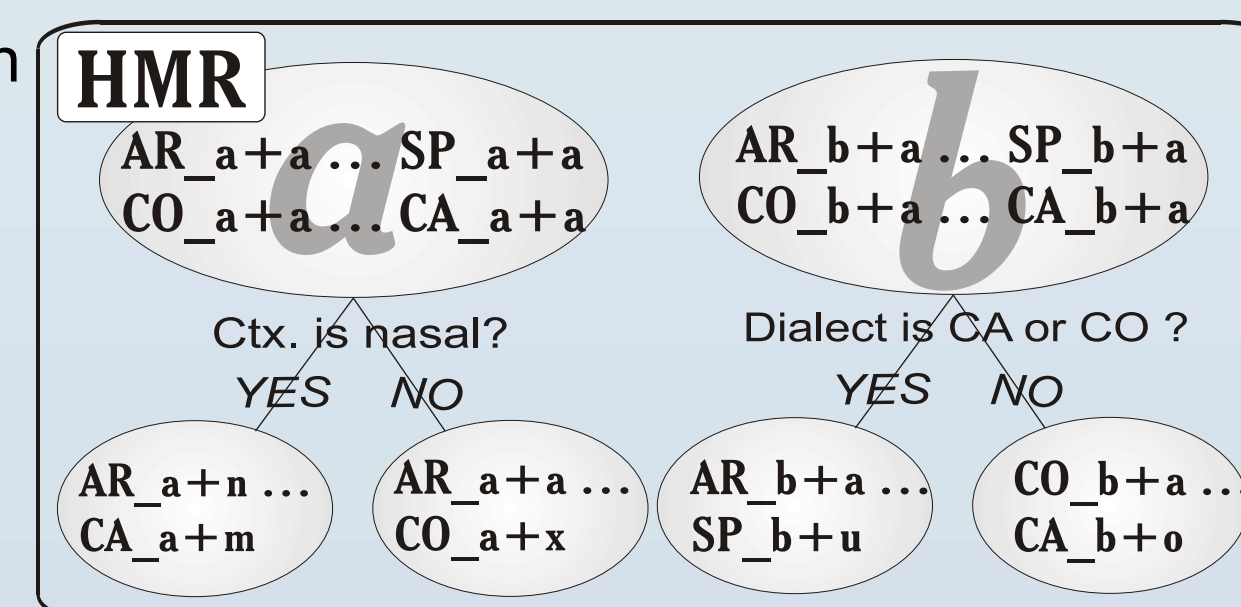 n
HMR
a
AR_a+a ... SP_a+a
CO_a+a ... CA_a+a
b
AR_b+a ... SP_b+a
CO_b+a ... CA_b+a
Ctx. is nasal?
YES NO
Dialect is CA or CO ?
YES NO
AR_a+n ...
CA_a+m
AR_a+a ...
CO_a+x
AR_b+a ...
SP_b+u
CO_b+a ...
CA_b+o